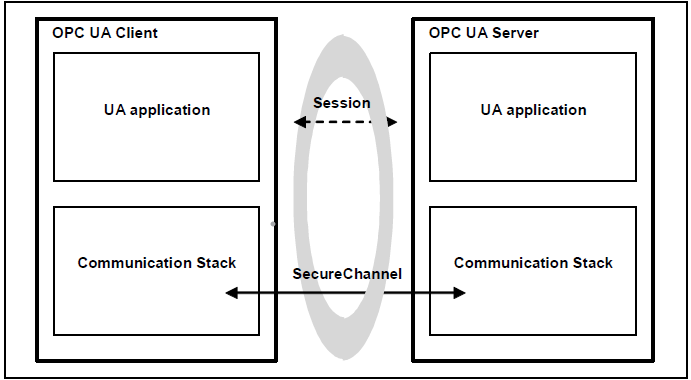 OPC UA Client
OPC UA Server
UA application
Session
UA application
Communication Stack
SecureChannel
Communication Stack